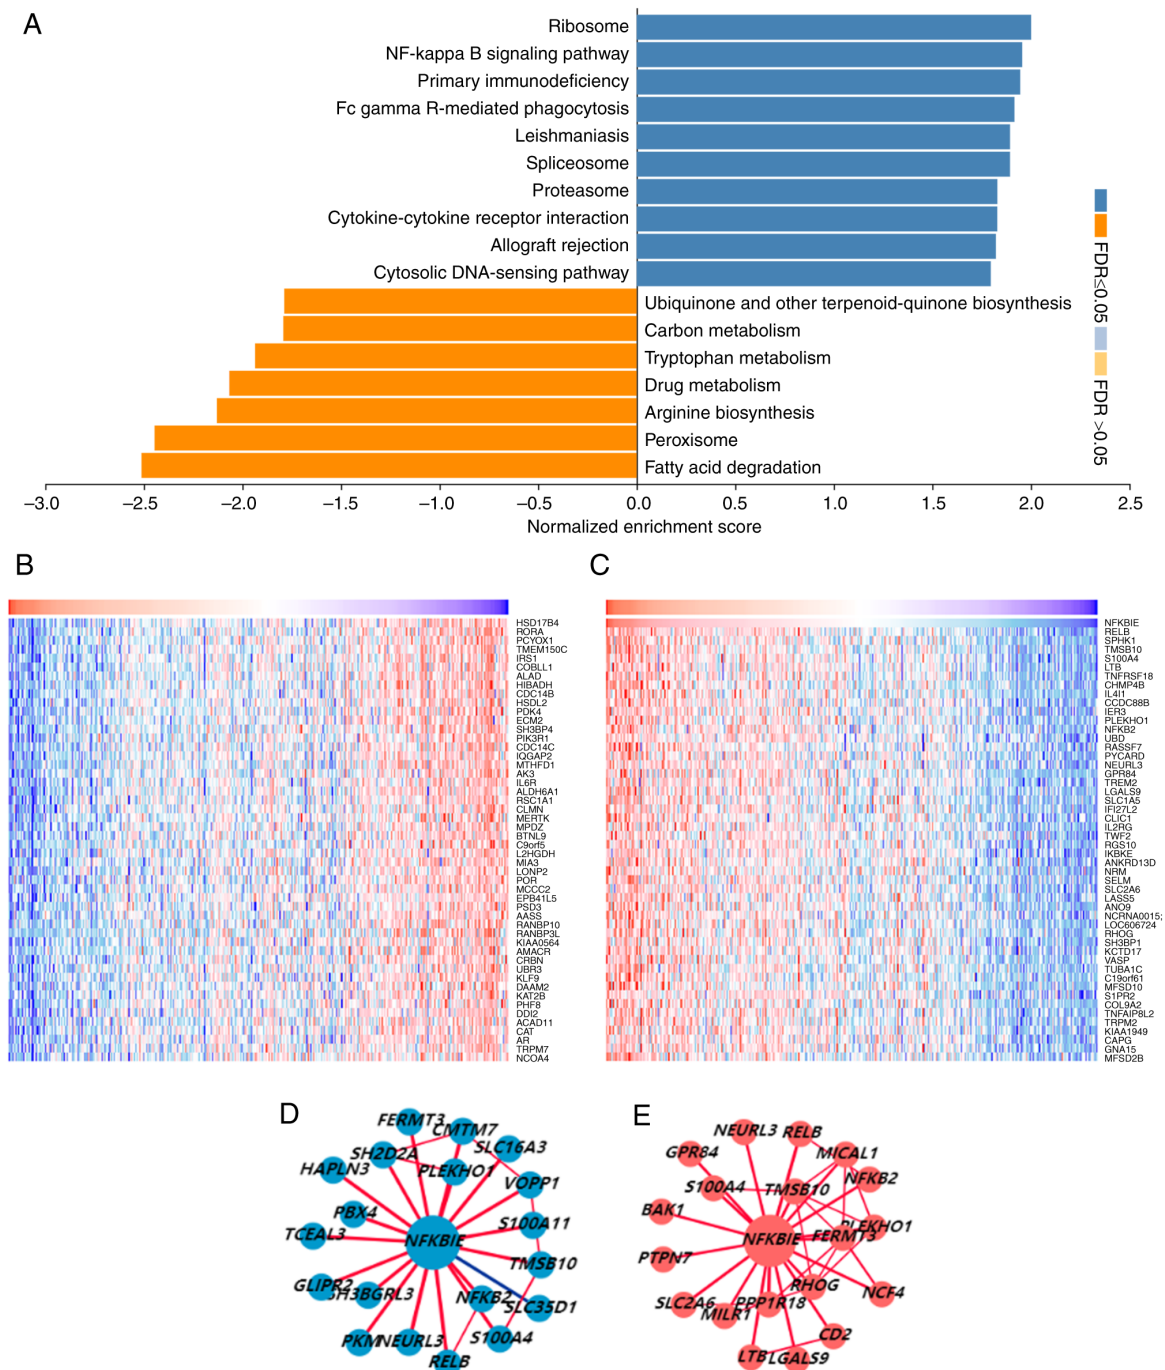 A
Ribosome
NF-kappa B signaling pathway
Primary immunodeficiency
Fc gamma R-mediated phagocytosis
Leishmaniasis
Spliceosome
Proteasome
Cytokine-cytokine receptor interaction
Allograft rejection
Cytosolic DNA-sensing pathway
Ubiquinone and other terpenoid-quinone biosynthesis
Carbon metabolism
Tryptophan metabolism
Drug metabolism
Arginine biosynthesis
Peroxisome
Fatty acid degradation
FDR≤0.05
FDR >0.05
−3.0 −2.5 −2.0 −1.5 −1.0 −0.5 0.0 0.5 1.0 1.5 2.0 2.5
Normalized enrichment score
B
HSD17B4
RORA
PCYOX1
TMEM150C
IRS1
COBLL1
ALAD
HIBADH
CDC14B
HSDL2
PDK4
ECM2
SH3BP4
PIK3R1
CDC14C
IQGAP2
MTHFD1
AK3
IL6R
ALDH6A1
RSC1A1
CLMN
MERTK
MPDZ
BTNL9
C9orf5
L2HGDH
MIA3
LONP2
POR
MCCC2
EPB41L5
PSD3
AASS
RANBP10
RANBP3L
KIAA0564
AMACR
CRBN
UBR3
KLF9
DAAM2
KAT2B
PHF8
DDI2
ACAD11
CAT
AR
TRPM7
NCOA4
C
NFKBIE
RELB
SPHK1
TMSB10
S100A4
LTB
TNFRSF18
CHMP4B
IL4I1
CCDC88B
IER3
PLEKHO1
NFKB2
UBD
RASSF7
PYCARD
NEURL3
GPR84
TREM2
LGALS9
SLC1A5
IFI27L2
CLIC1
IL2RG
TWF2
RGS10
IKBKE
ANKRD13D
NRM
SELM
SLC2A6
LASS5
ANO9
NCRNA0015;
LOC606724
RHOG
SH3BP1
KCTD17
VASP
TUBA1C
C19orf61
MFSD10
S1PR2
COL9A2
TNFAIP8L2
TRPM2
KIAA1949
CAPG
GNA15
MFSD2B
D
FERMT3
CMTM7
SH2D2A
SLC16A3
HAPLN3
PLEKHO1
VOPP1
PBX4
S100A11
TCEAL3
NFKBIE
TMSB10
GLIPR2
SH3BGRL3
NFKB2
SLC35D1
PKM
NEURL3
S100A4
RELB
E
NEURL3
RELB
GPR84
MICAL1
S100A4
TMSB10
NFKB2
BAK1
PLEKHO1
NFKBIE
FERMT3
PTPN7
RHOG
NCF4
SLC2A6
PPP1R18
MILR1
CD2
LTB
LGALS9